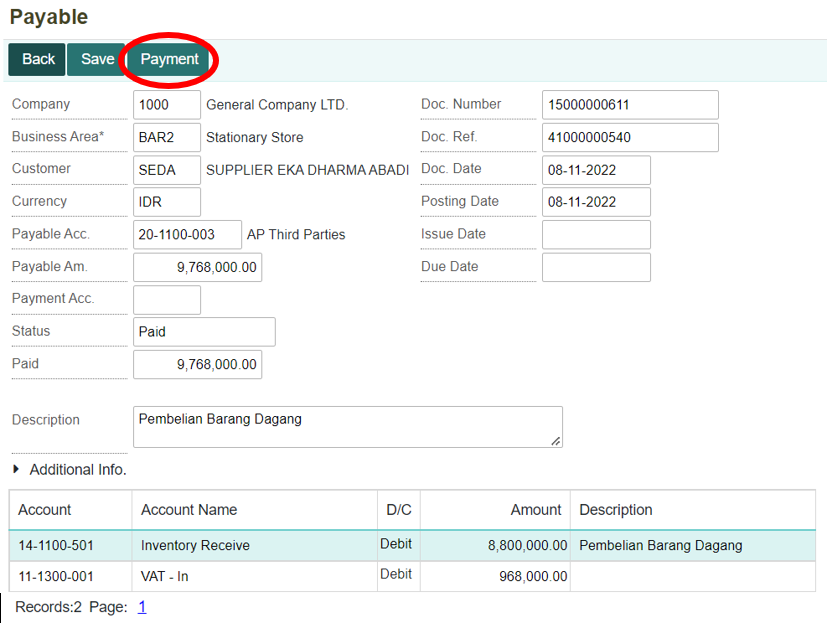 Payable
Back Save Payment
Company 1000 General Company LTD. Doc. Number 15000000611
Business Area* BAR2 Stationary Store Doc. Ref. 41000000540
Customer SEDA SUPPLIER EKA DHARMA ABADI Doc. Date 08-11-2022
Currency IDR Posting Date 08-11-2022
Payable Acc. 20-1100-003 AP Third Parties Issue Date
Payable Am. 9,768,000.00 Due Date
Payment Acc.
Status Paid
Paid 9,768,000.00
Description Pembelian Barang Dagang
Additional Info.
Account Account Name D/C Amount Description
14-1100-501 Inventory Receive Debit 8,800,000.00 Pembelian Barang Dagang
11-1300-001 VAT - In Debit 968,000.00
Records:2 Page: 1